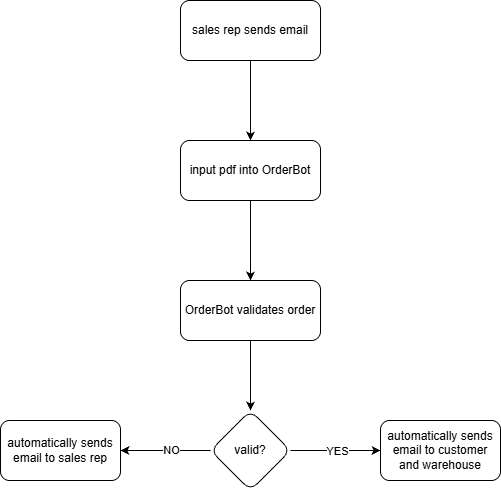 sales rep sends email
input pdf into OrderBot
OrderBot validates order
automatically sends
email to sales rep
NO
valid?
YES
automatically sends
email to customer
and warehouse